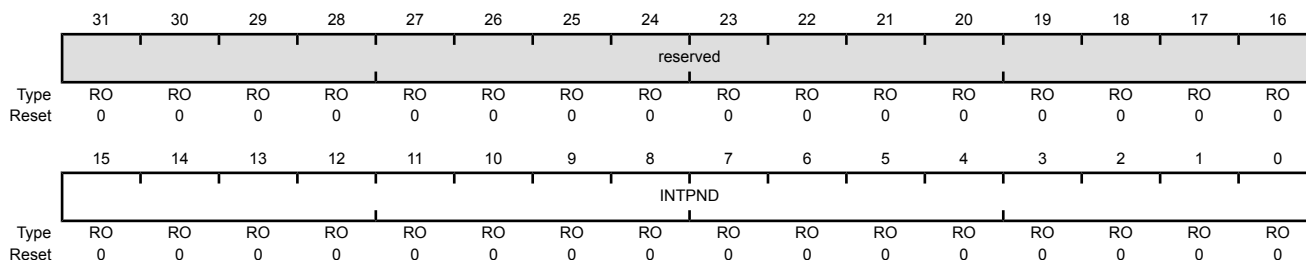 31 30 29 28 27 26 25 24 23 22 21 20 19 18 17 16
reserved
Type RO RO RO RO RO RO RO RO RO RO RO RO RO RO RO RO
Reset 0 0 0 0 0 0 0 0 0 0 0 0 0 0 0 0
15 14 13 12 11 10 9 8 7 6 5 4 3 2 1 0
INTPND
Type RO RO RO RO RO RO RO RO RO RO RO RO RO RO RO RO
Reset 0 0 0 0 0 0 0 0 0 0 0 0 0 0 0 0